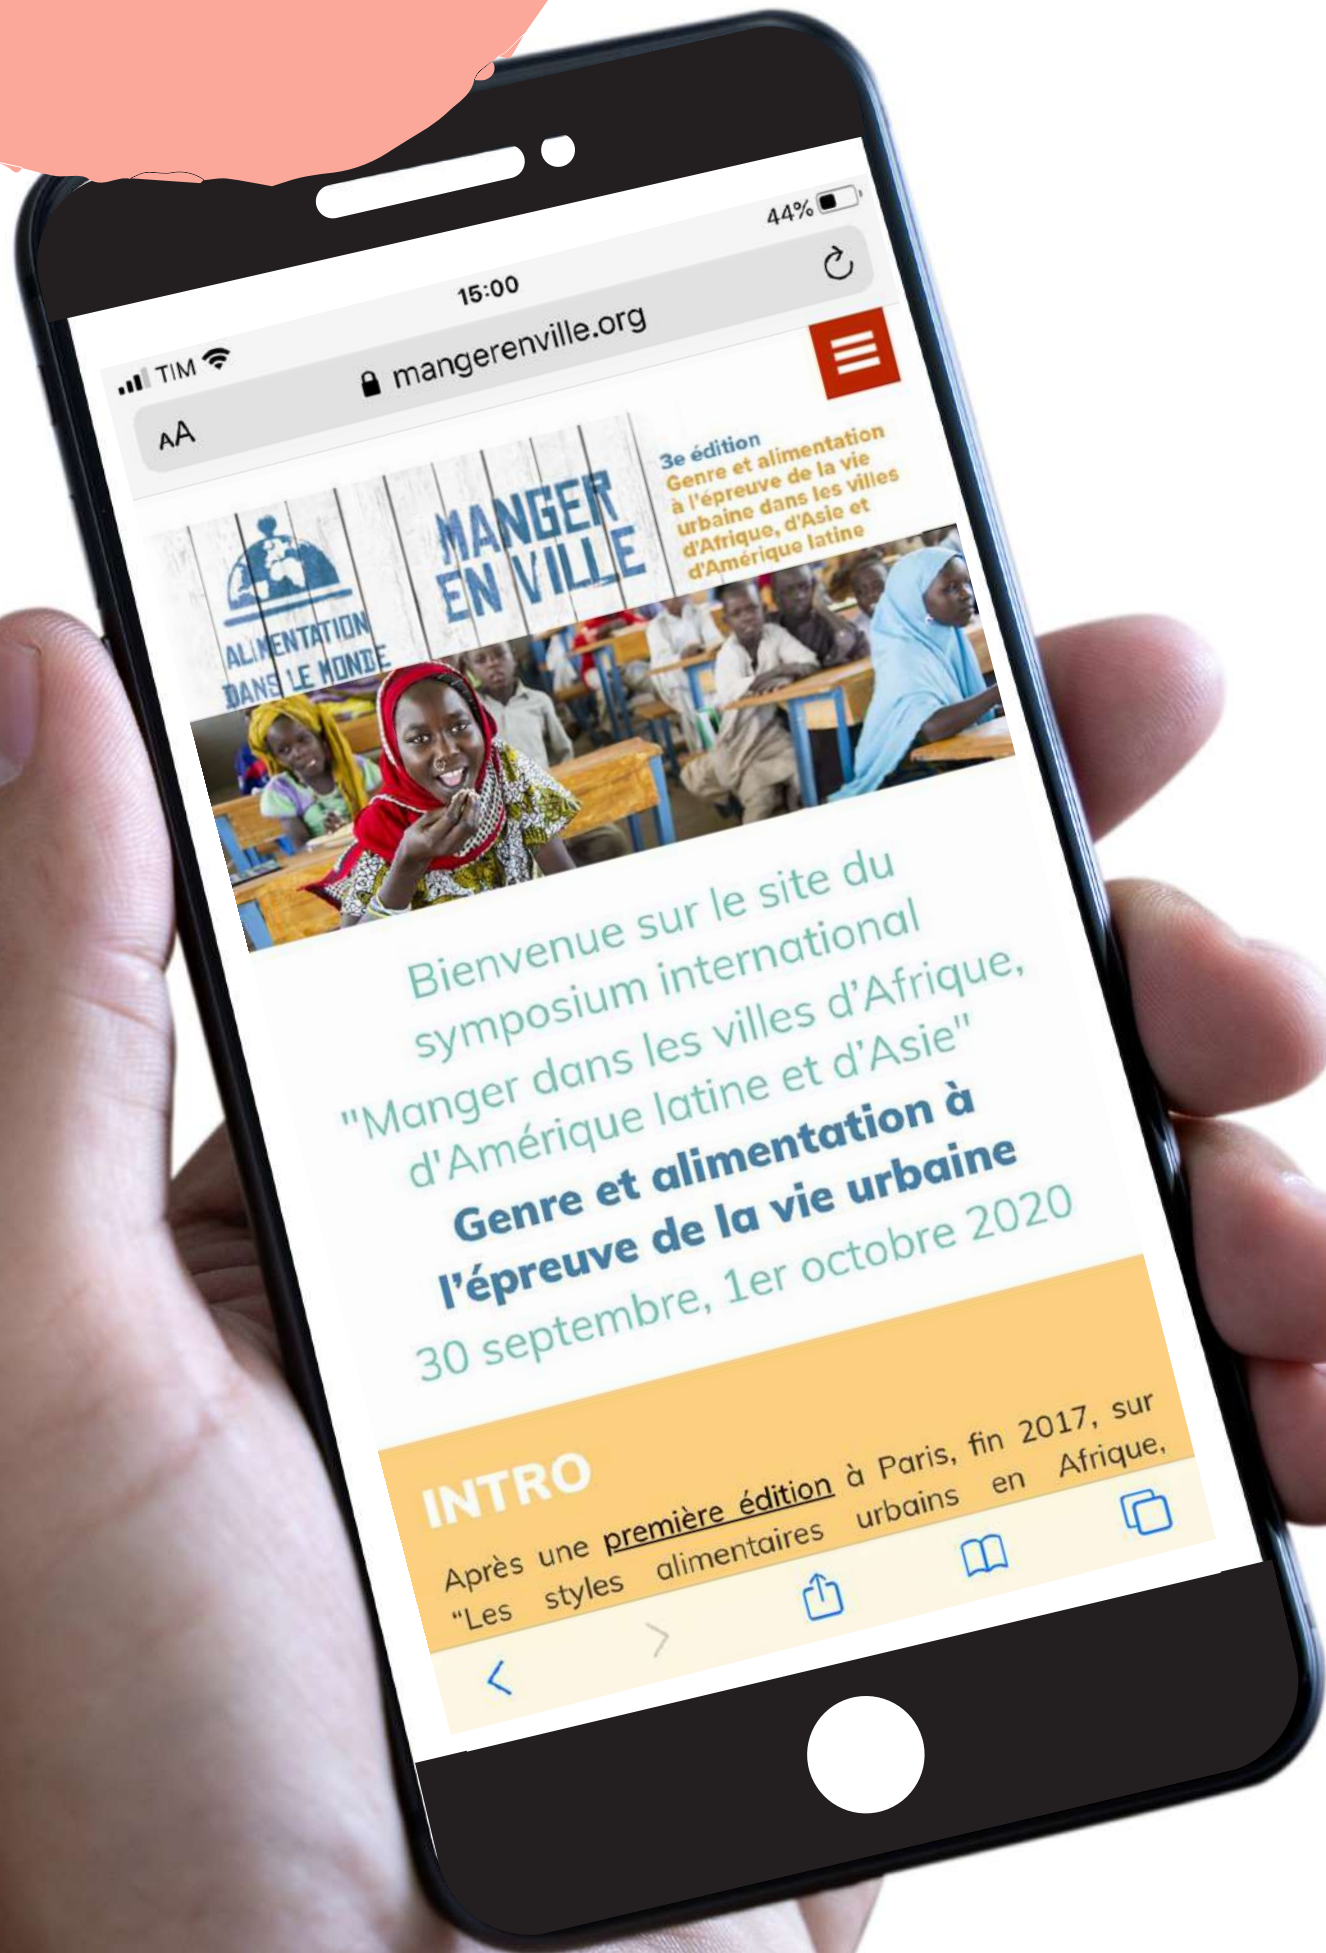 TIM
15:00
44%
AA
mangerenville.org
ALIMENTATION
DANS LE MONDE
MANGER
EN VILLE
3e édition
Genre et alimentation
à l'épreuve de la vie
urbaine dans les villes
d'Afrique, d'Asie et
d'Amérique latine
Bienvenue sur le site du
symposium international
"Manger dans les villes d'Afrique,
d'Amérique latine et d'Asie"
Genre et alimentation à
l'épreuve de la vie urbaine
30 septembre, 1er octobre 2020
INTRO
Après une première édition à Paris, fin 2017, sur
"Les styles alimentaires urbains en Afrique,